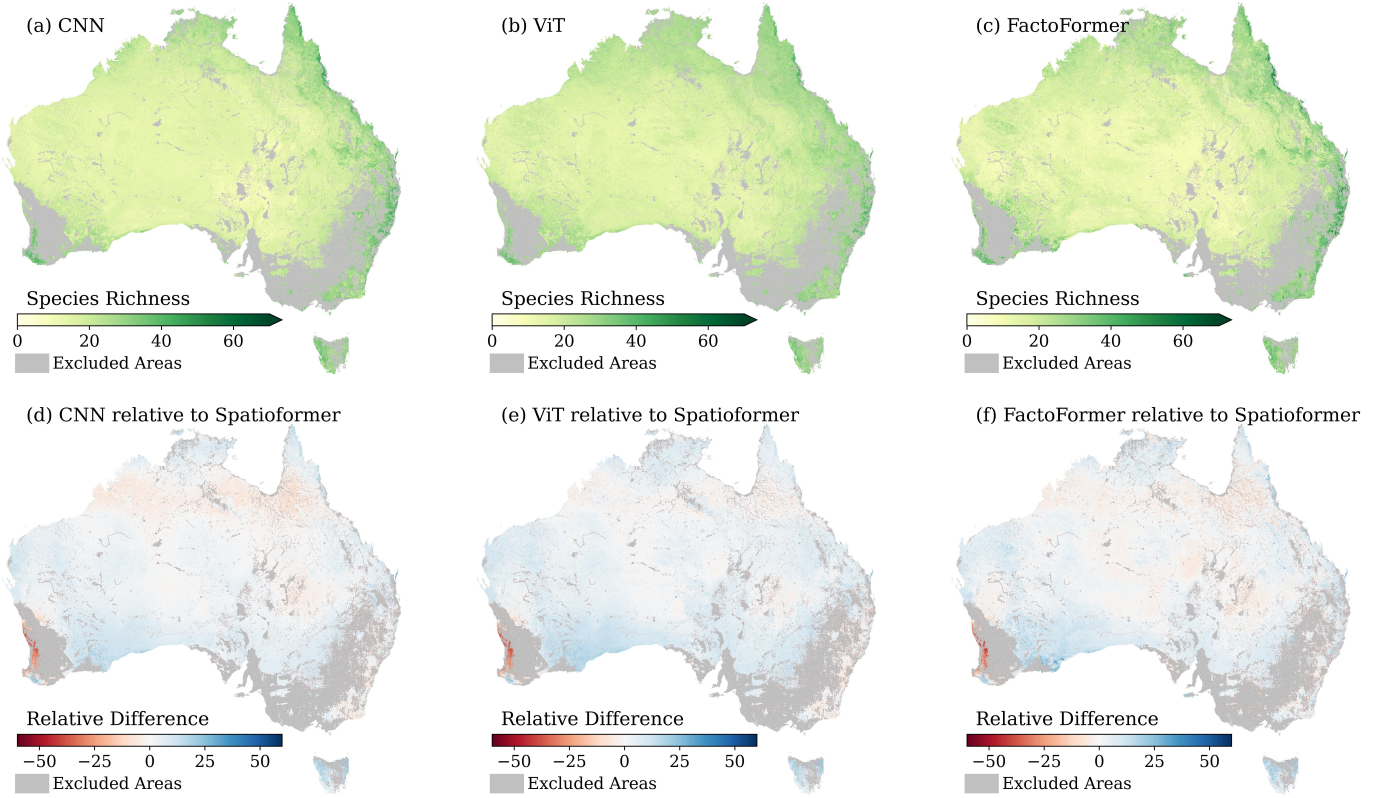 (a) CNN
Species Richness
0 20 40 60
Excluded Areas
(b) ViT
Species Richness
0 20 40 60
Excluded Areas
(c) FactoFormer
Species Richness
0 20 40 60
Excluded Areas
(d) CNN relative to Spatioformer
Relative Difference
−50 −25 0 25 50
Excluded Areas
(e) ViT relative to Spatioformer
Relative Difference
−50 −25 0 25 50
Excluded Areas
(f) FactoFormer relative to Spatioformer
Relative Difference
−50 −25 0 25 50
Excluded Areas